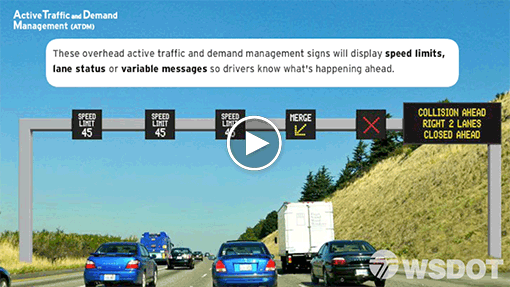 Active Traffic and Demand
Management (ATDM)
These overhead active traffic and demand management signs will display speed limits,
lane status or variable messages so drivers know what's happening ahead.
SPEED
LIMIT
45
SPEED
LIMIT
45
SPEED
LIMIT
45
MERGE
COLLISION AHEAD
RIGHT 2 LANES
CLOSED AHEAD
WSDOT